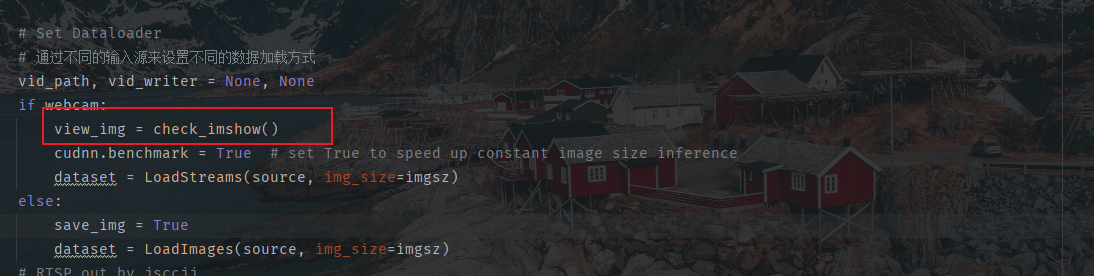 # Set Dataloader
# 通过不同的输入源来设置不同的数据加载方式
vid_path, vid_writer = None, None
if webcam:
    view_img = check_imshow()
    cudnn.benchmark = True  # set True to speed up constant image size inference
    dataset = LoadStreams(source, img_size=imgsz)
else:
    save_img = True
    dataset = LoadImages(source, img_size=imgsz)
# RTSP out by isccji